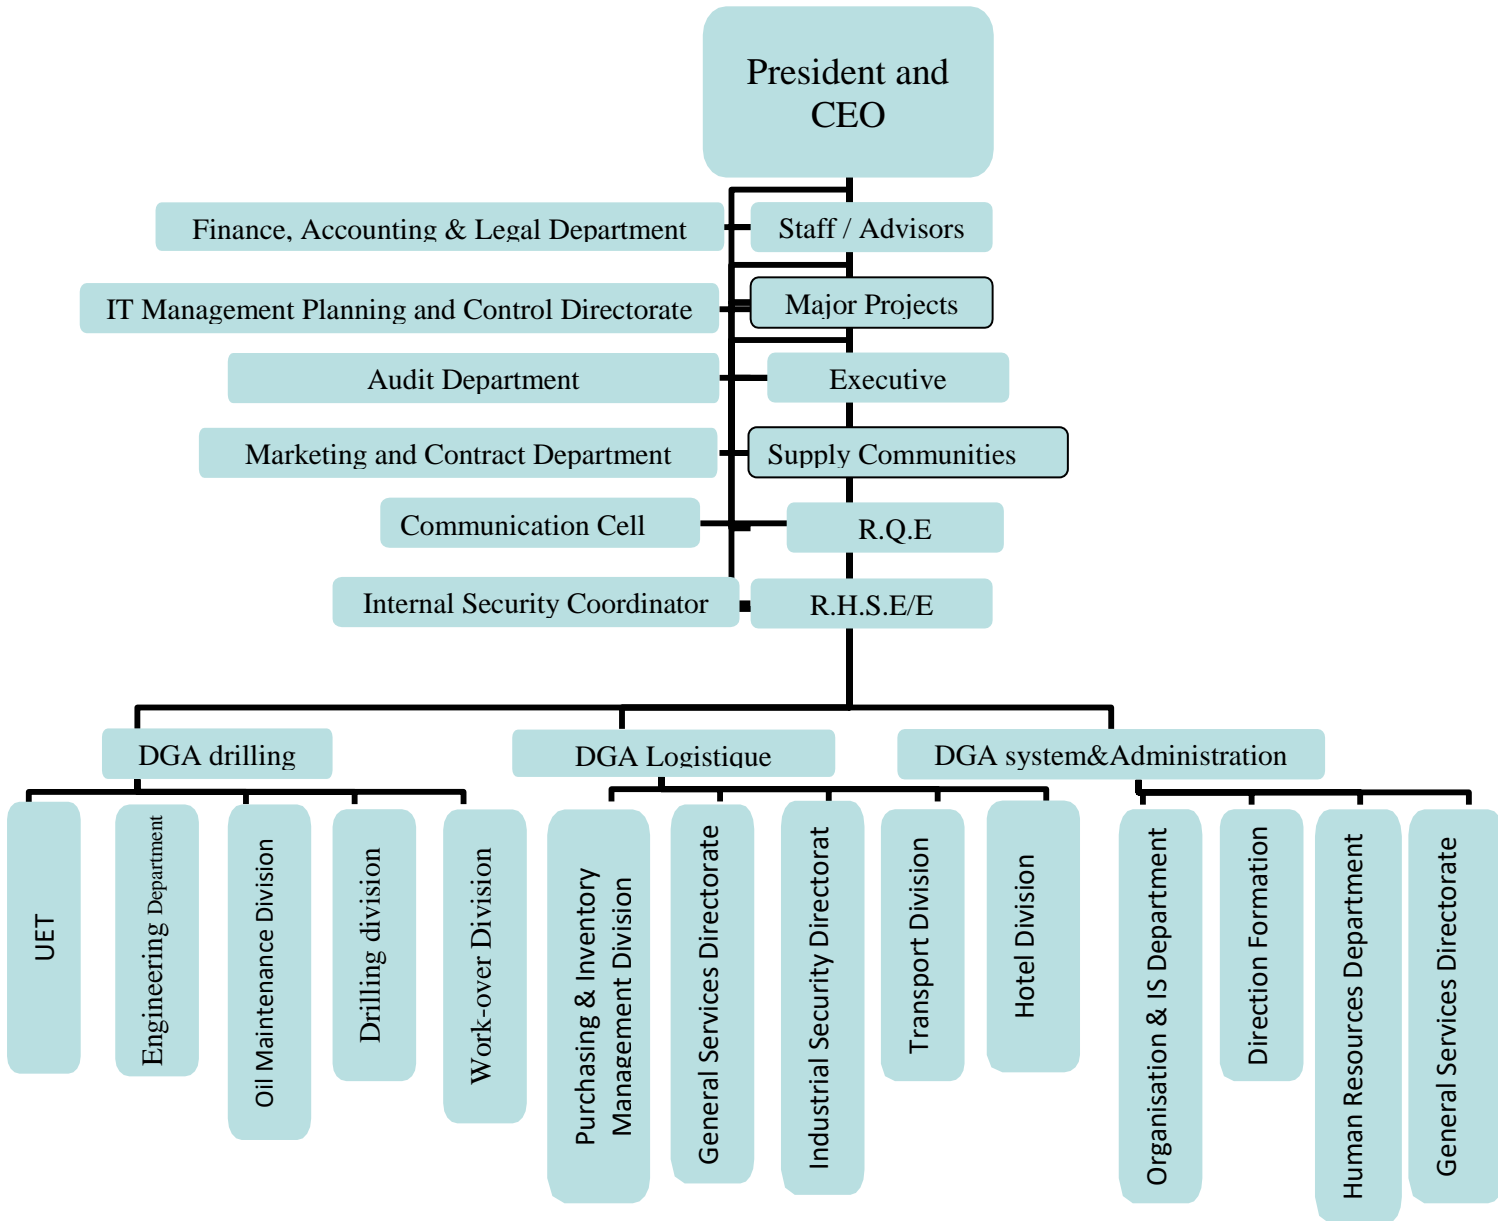 President and
CEO
Finance, Accounting & Legal Department
Staff / Advisors
IT Management Planning and Control Directorate
Major Projects
Audit Department
Executive
Marketing and Contract Department
Supply Communities
Communication Cell
R.Q.E
Internal Security Coordinator
R.H.S.E/E
DGA drilling
DGA Logistique
DGA system&Administration
UET
Engineering Department
Oil Maintenance Division
Drilling division
Work-over Division
Purchasing & Inventory
Management Division
General Services Directorate
Industrial Security Directorat
Transport Division
Hotel Division
Organisation & IS Department
Direction Formation
Human Resources Department
General Services Directorate